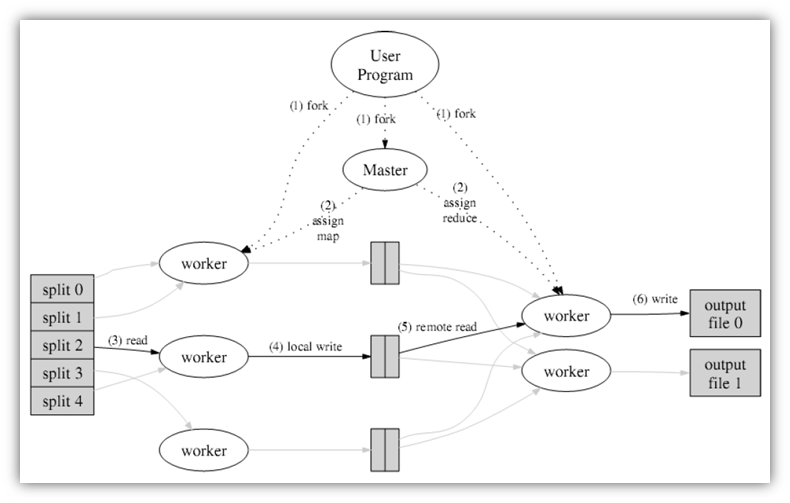 User
Program
(1) fork
(1) fork
(1) fork
Master
(2)
assign
map
(2)
assign
reduce
worker
split 0
split 1
split 2
split 3
split 4
(3) read
worker
(4) local write
(5) remote read
worker
(6) write
output
file 0
worker
output
file 1
worker